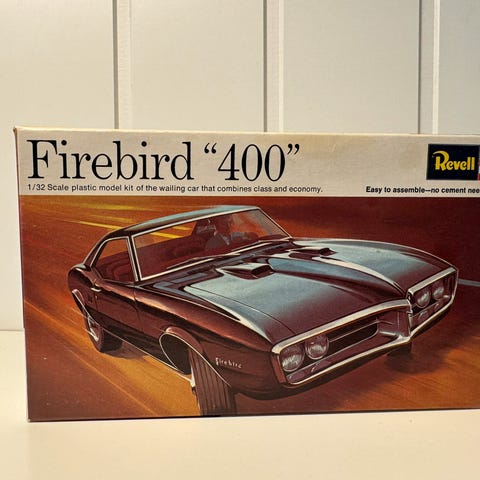 Firebird “400”
Revell
1/32 Scale plastic model kit of the wailing car that combines class and economy.
Easy to assemble—no cement nee
Firebird